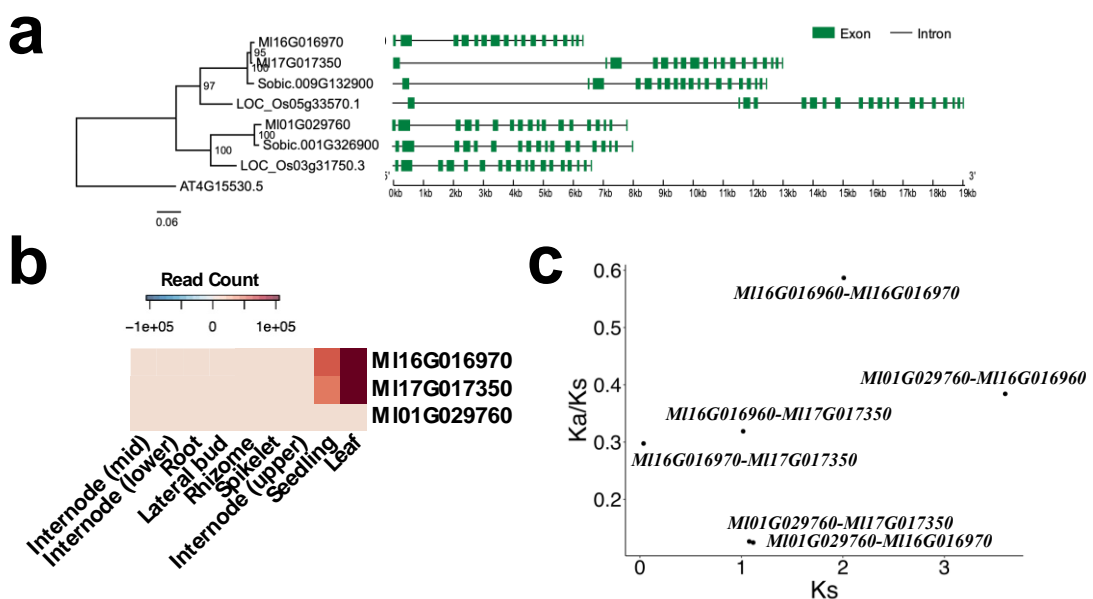 a
Ml16G016970
95
Ml17G017350
100
Sobic.009G132900
97
LOC_Os05g33570.1
Ml01G029760
100
Sobic.001G326900
100
LOC_Os03g31750.3
AT4G15530.5
0.06
Exon
Intron
5'
3'
0kb 1kb 2kb 3kb 4kb 5kb 6kb 7kb 8kb 9kb 10kb 11kb 12kb 13kb 14kb 15kb 16kb 17kb 18kb 19kb
b
Read Count
−1e+05 0 1e+05
Ml16G016970
Ml17G017350
Ml01G029760
Internode (mid)
Internode (lower)
Root
Lateral bud
Rhizome
Spikelet
Internode (upper)
Seedling
Leaf
c
Ka/Ks
0.6
0.5
0.4
0.3
0.2
Ml16G016960-Ml16G016970
Ml01G029760-Ml16G016960
Ml16G016960-Ml17G017350
Ml16G016970-Ml17G017350
Ml01G029760-Ml17G017350
Ml01G029760-Ml16G016970
0 1 2 3
Ks